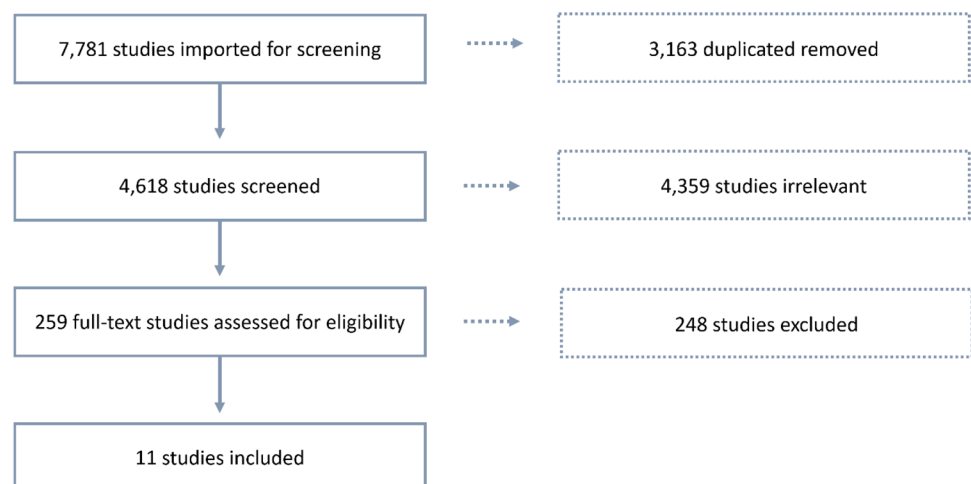 7,781 studies imported for screening
3,163 duplicated removed
4,618 studies screened
4,359 studies irrelevant
259 full-text studies assessed for eligibility
248 studies excluded
11 studies included